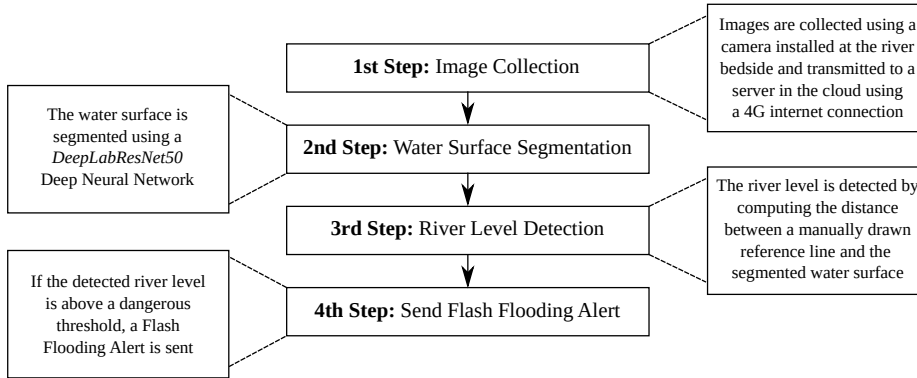 1st Step: Image Collection
Images are collected using a
camera installed at the river
bedside and transmitted to a
server in the cloud using
a 4G internet connection
2nd Step: Water Surface Segmentation
The water surface is
segmented using a
DeepLabResNet50
Deep Neural Network
3rd Step: River Level Detection
The river level is detected by
computing the distance
between a manually drawn
reference line and the
segmented water surface
4th Step: Send Flash Flooding Alert
If the detected river level
is above a dangerous
threshold, a Flash
Flooding Alert is sent